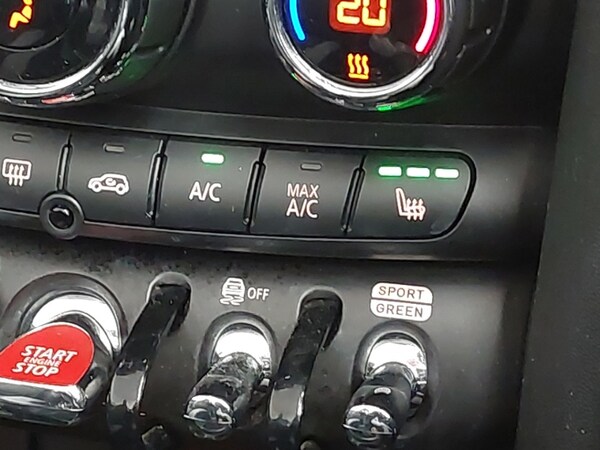 20
A/C
MAX
A/C
OFF
SPORT
GREEN
START
ENGINE
STOP